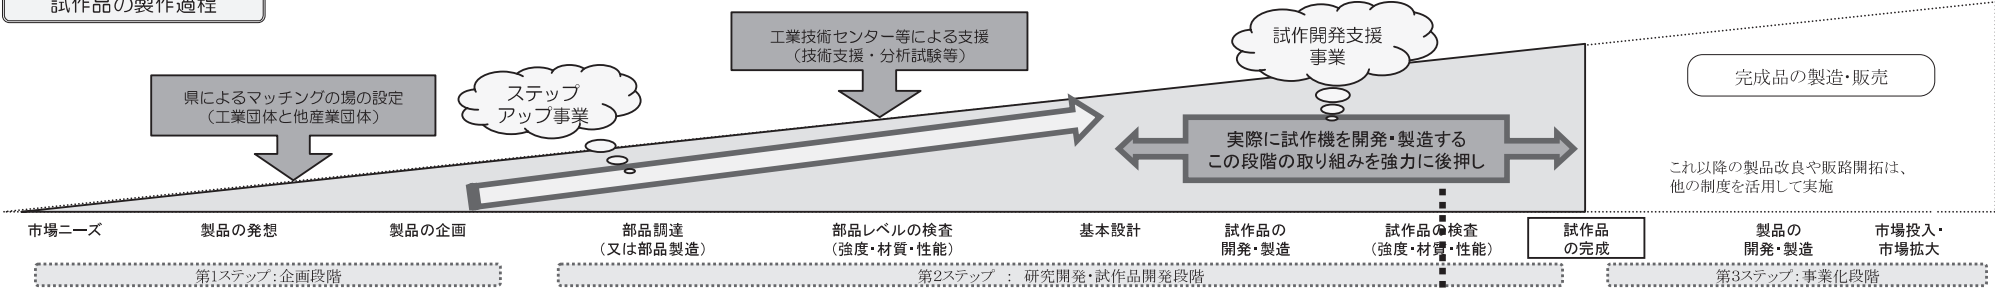 試作品の製作過程
県によるマッチングの場の設定
（工業団体と他産業団体）
ステップ
アップ事業
工業技術センター等による支援
（技術支援・分析試験等）
試作開発支援
事業
実際に試作機を開発・製造する
この段階の取り組みを強力に後押し
完成品の製造・販売
これ以降の製品改良や販路開拓は、
他の制度を活用して実施
市場ニーズ
製品の発想
製品の企画
部品調達
（又は部品製造）
部品レベルの検査
（強度・材質・性能）
基本設計
試作品の
開発・製造
試作品の検査
（強度・材質・性能）
試作品
の完成
製品の
開発・製造
市場投入・
市場拡大
第1ステップ：企画段階
第2ステップ ： 研究開発・試作品開発段階
第3ステップ：事業化段階